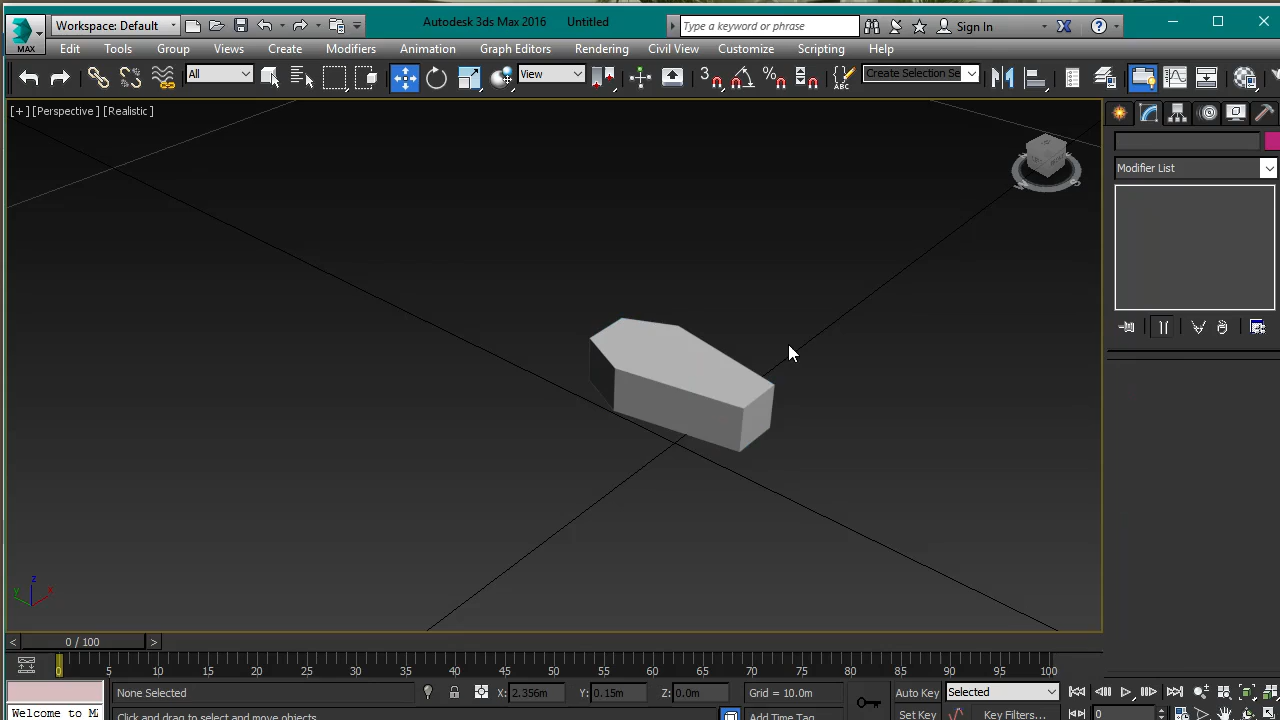 Workspace: Default
Autodesk 3ds Max 2016 Untitled
Type a keyword or phrase
Sign In
MAX
Edit Tools Group Views Create Modifiers Animation Graph Editors Rendering Civil View Customize Scripting Help
All
View
3
ABC
Create Selection Se
[+] [Perspective] [Realistic]
Modifier List
z
y
x
< 0 / 100 >
0 5 10 15 20 25 30 35 40 45 50 55 60 65 70 75 80 85 90 95 100
None Selected
X: 2.356m Y: 0.15m Z: 0.0m
Grid = 10.0m
Auto Key
Selected
Welcome to M
Click and drag to select and move objects
Add Time Tag
Set Key
Key Filters...
0